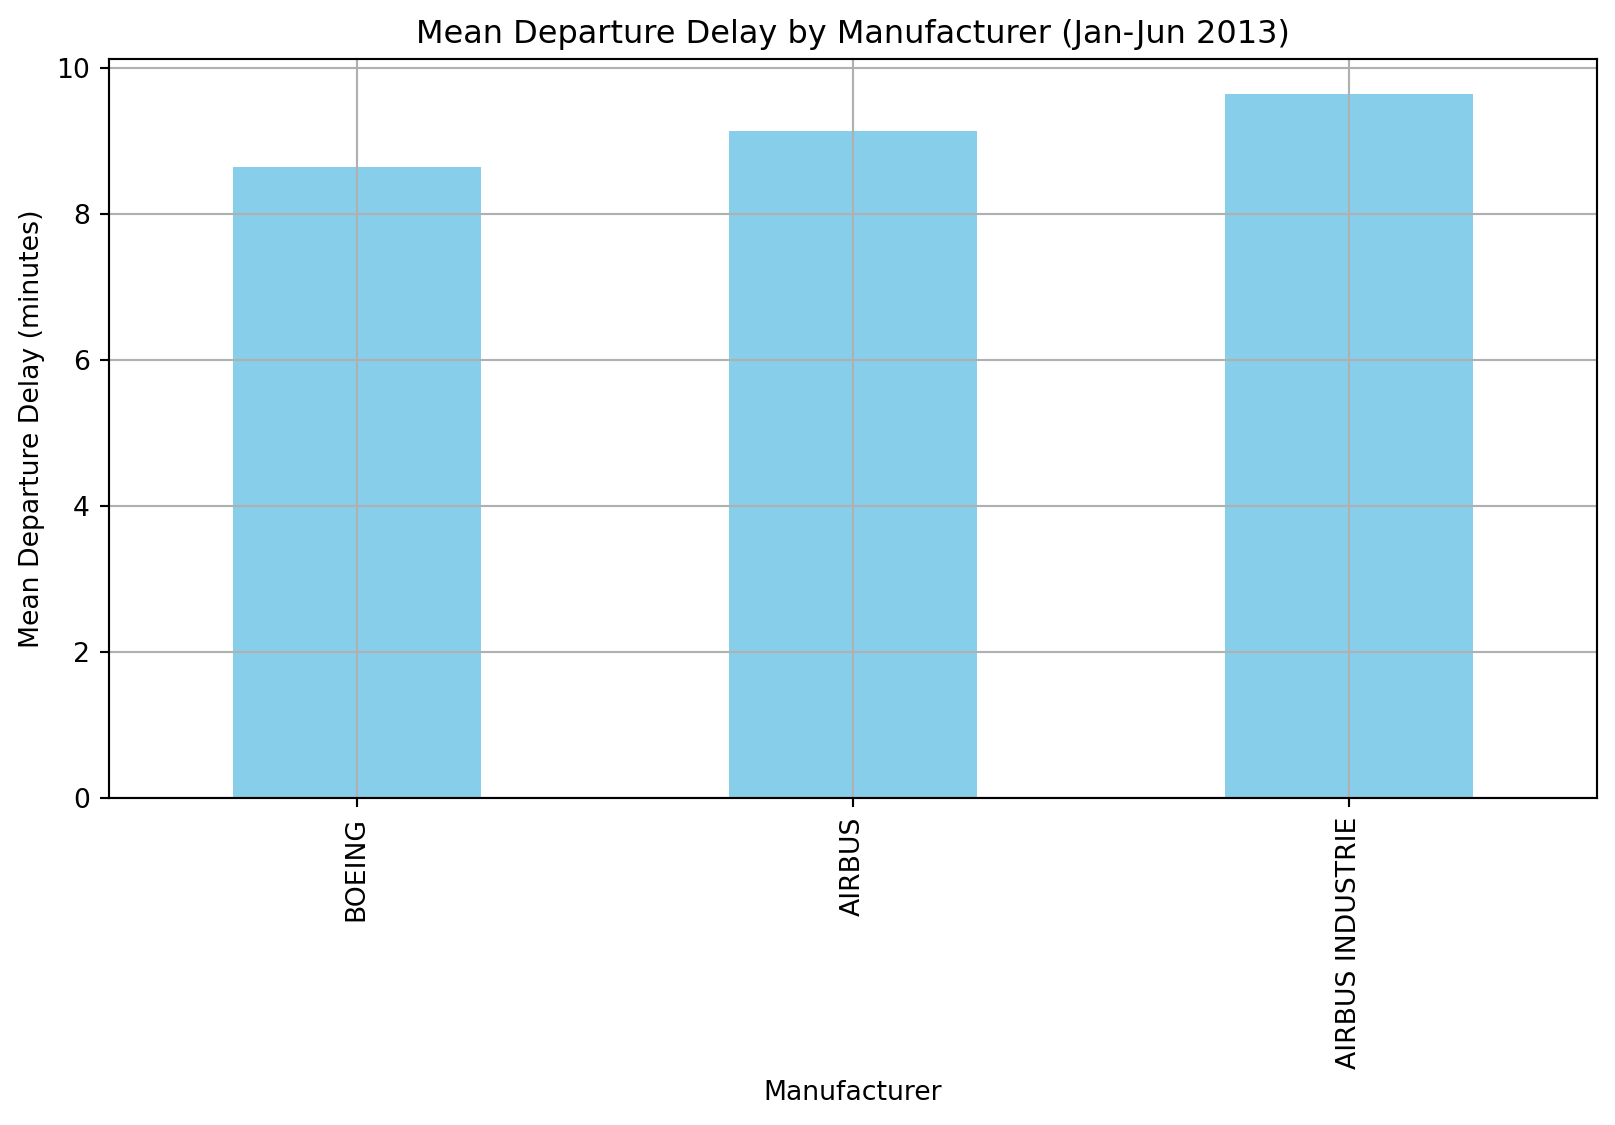 Mean Departure Delay by Manufacturer (Jan-Jun 2013)
Mean Departure Delay (minutes)
10
8
6
4
2
0
BOEING
AIRBUS
AIRBUS INDUSTRIE
Manufacturer